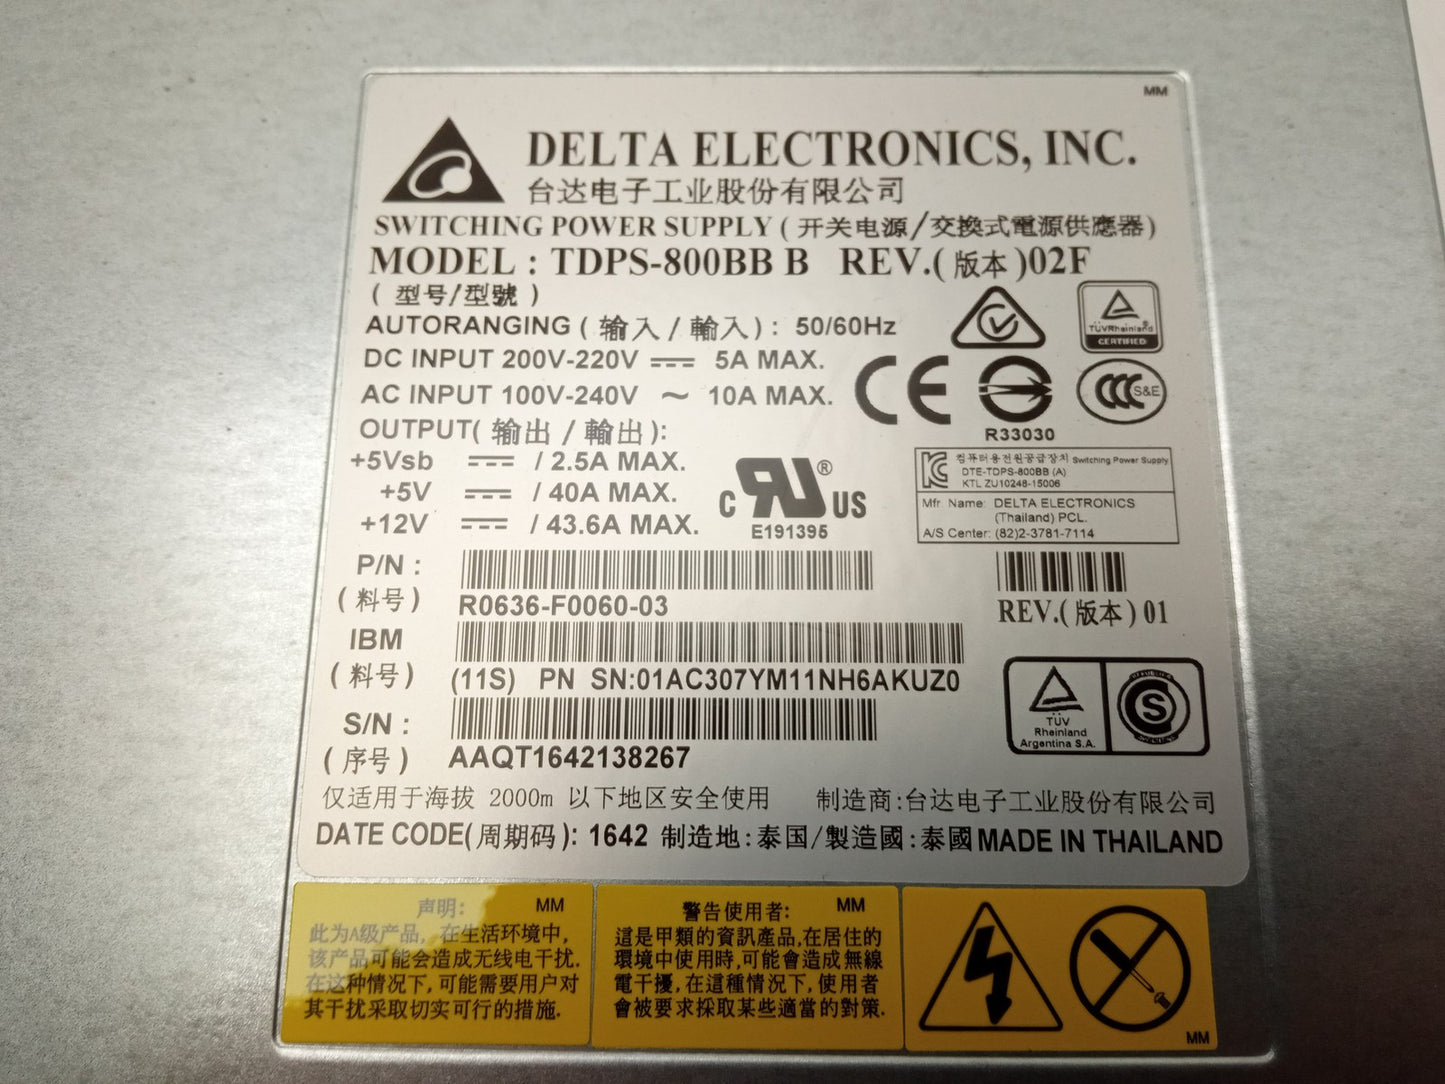 MM
DELTA ELECTRONICS, INC.
台达电子工业股份有限公司
SWITCHING POWER SUPPLY ( 开关电源/交換式電源供應器)
MODEL : TDPS-800BB B REV.( 版本 )02F
( 型号/型號 )
AUTORANGING ( 输入 / 輸入 ) : 50/60Hz
DC INPUT 200V-220V ⎓ 5A MAX.
AC INPUT 100V-240V ~ 10A MAX.
OUTPUT( 输出 / 輸出 ):
+5Vsb ⎓ / 2.5A MAX.
+5V ⎓ / 40A MAX.
+12V ⎓ / 43.6A MAX.
TÜVRheinland®
CERTIFIED
CE
R33030
CCC S&E
c RU ® US
E191395
컴퓨터용전원공급장치 Switching Power Supply
DTE-TDPS-800BB (A)
KTL ZU10248-15006
Mfr Name: DELTA ELECTRONICS
(Thailand) PCL.
A/S Center: (82)2-3781-7114
P/N :
( 料号 )
R0636-F0060-03
REV.( 版本 ) 01
IBM
( 料号 )
(11S) PN SN:01AC307YM11NH6AKUZ0
S/N :
( 序号 )
AAQT1642138267
TÜV
Rheinland
Argentina S.A.
S
仅适用于海拔 2000m 以下地区安全使用 制造商:台达电子工业股份有限公司
DATE CODE(周期码): 1642 制造地:泰国/製造國:泰國 MADE IN THAILAND
声明: MM
此为A级产品, 在生活环境中,
该产品可能会造成无线电干扰.
在这种情况下, 可能需要用户对
其干扰采取切实可行的措施.
警告使用者: MM
這是甲類的資訊產品,在居住的
環境中使用時,可能會造成無線
電干擾,在這種情況下,使用者
會被要求採取某些適當的對策.
MM